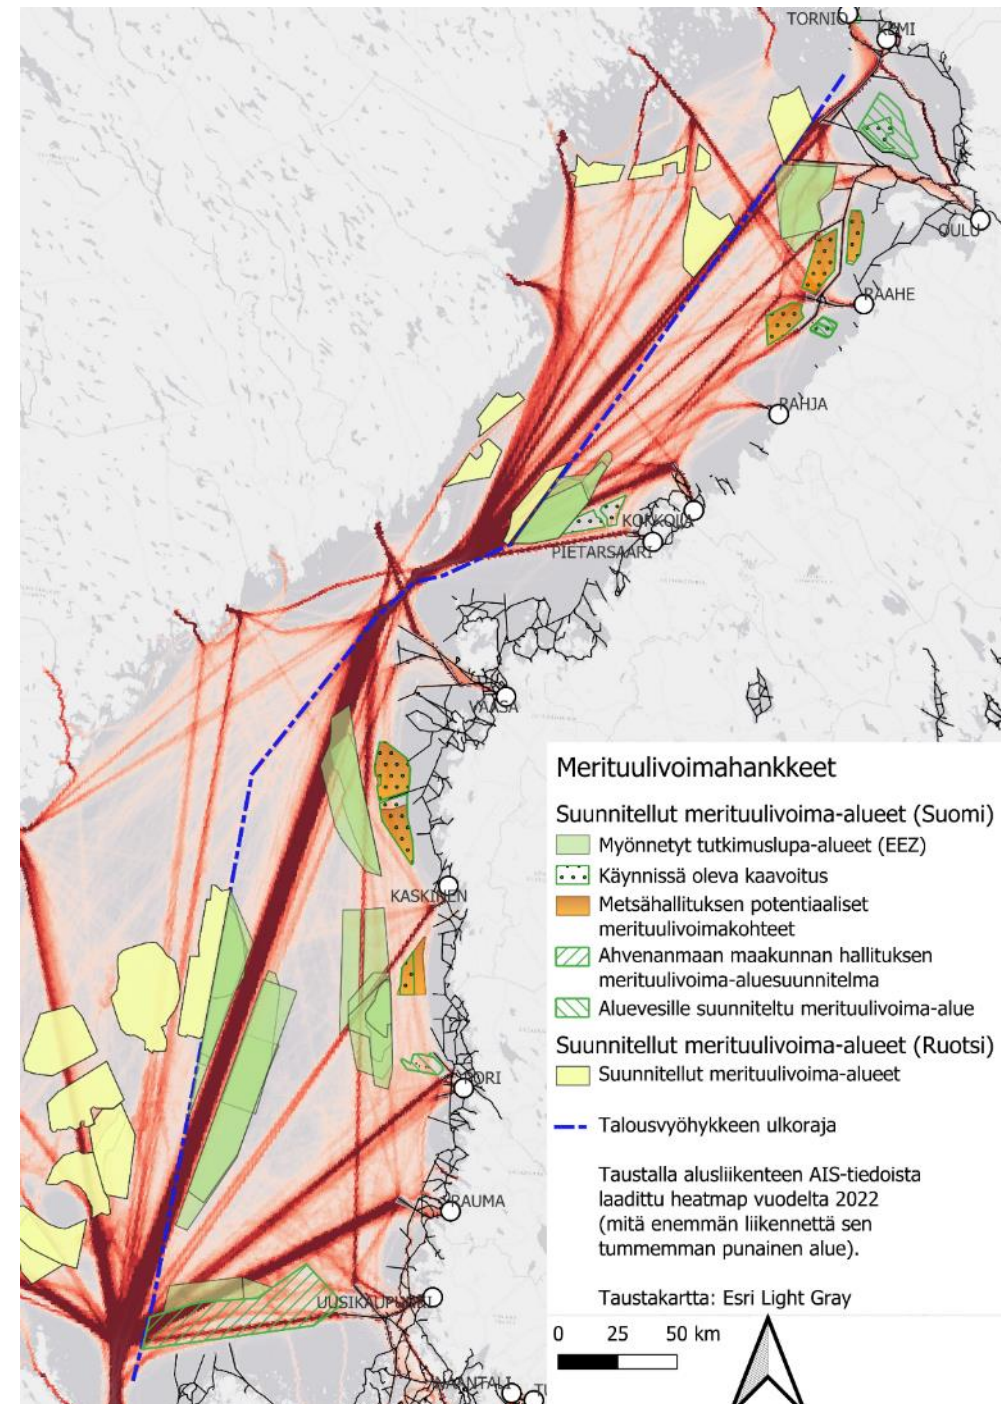 TORNIO
KEMI
OULU
RAAHE
RAHJA
KOKKOLA
PIETARSAARI
VAASA
KASKINEN
PORI
RAUMA
UUSIKAUPUNKI
NAANTALI
Merituulivoimahankkeet
Suunnitellut merituulivoima-alueet (Suomi)
Myönnetyt tutkimuslupa-alueet (EEZ)
Käynnissä oleva kaavoitus
Metsähallituksen potentiaaliset
merituulivoimakohteet
Ahvenanmaan maakunnan hallituksen
merituulivoima-aluesuunnitelma
Aluevesille suunniteltu merituulivoima-alue
Suunnitellut merituulivoima-alueet (Ruotsi)
Suunnitellut merituulivoima-alueet
Talousvyöhykkeen ulkoraja
Taustalla alusliikenteen AIS-tiedoista
laadittu heatmap vuodelta 2022
(mitä enemmän liikennettä sen
tummemman punainen alue).
Taustakartta: Esri Light Gray
0 25 50 km